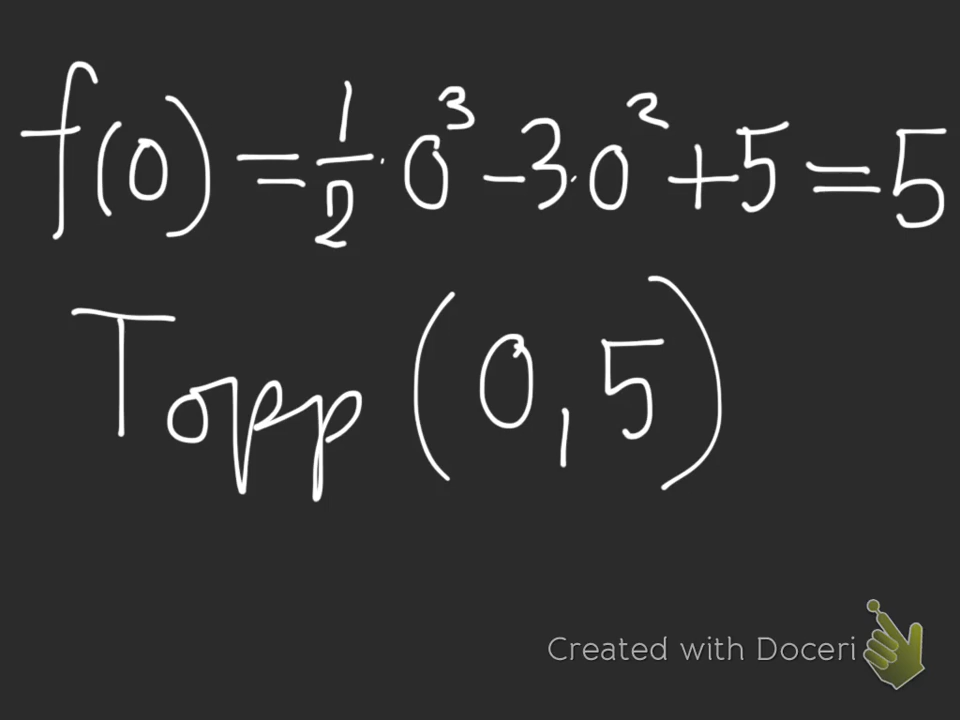 f(0) = 1/2 · 0³ - 3 · 0² + 5 = 5
Topp (0, 5)
Created with Doceri